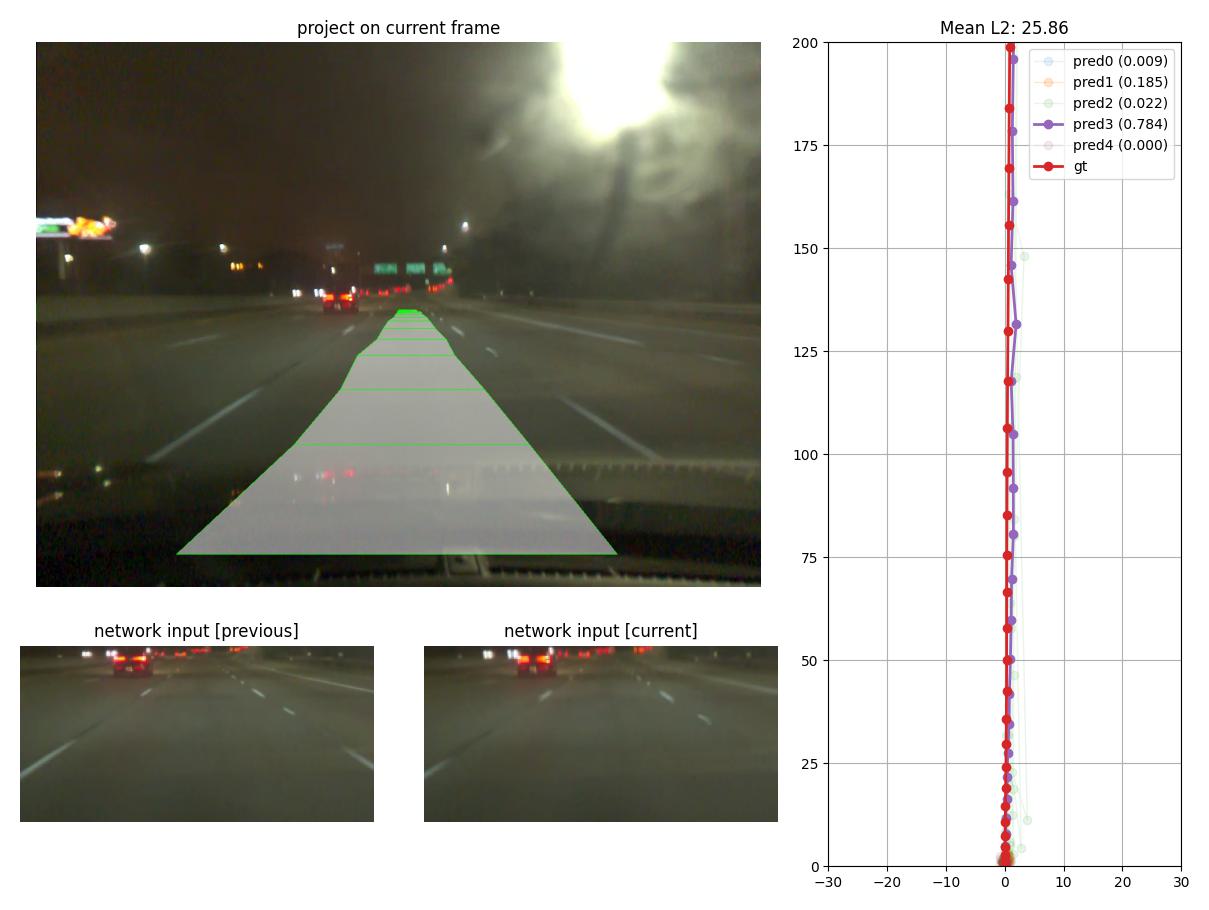 project on current frame
Mean L2: 25.86
200
175
150
125
100
75
50
25
0
−30
−20
−10
0
10
20
30
pred0 (0.009)
pred1 (0.185)
pred2 (0.022)
pred3 (0.784)
pred4 (0.000)
gt
network input [previous]
network input [current]